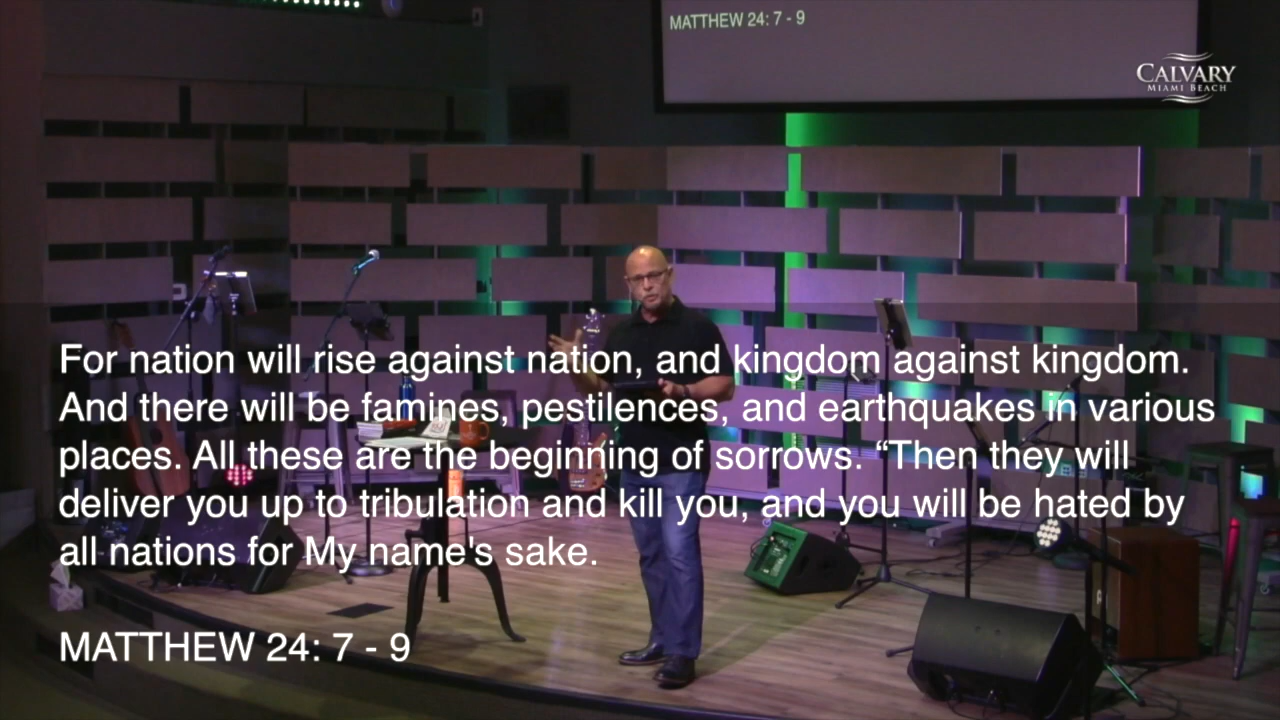 MATTHEW 24: 7 - 9
CALVARY
MIAMI BEACH
For nation will rise against nation, and kingdom against kingdom.
And there will be famines, pestilences, and earthquakes in various
places. All these are the beginning of sorrows. “Then they will
deliver you up to tribulation and kill you, and you will be hated by
all nations for My name's sake.
MATTHEW 24: 7 - 9